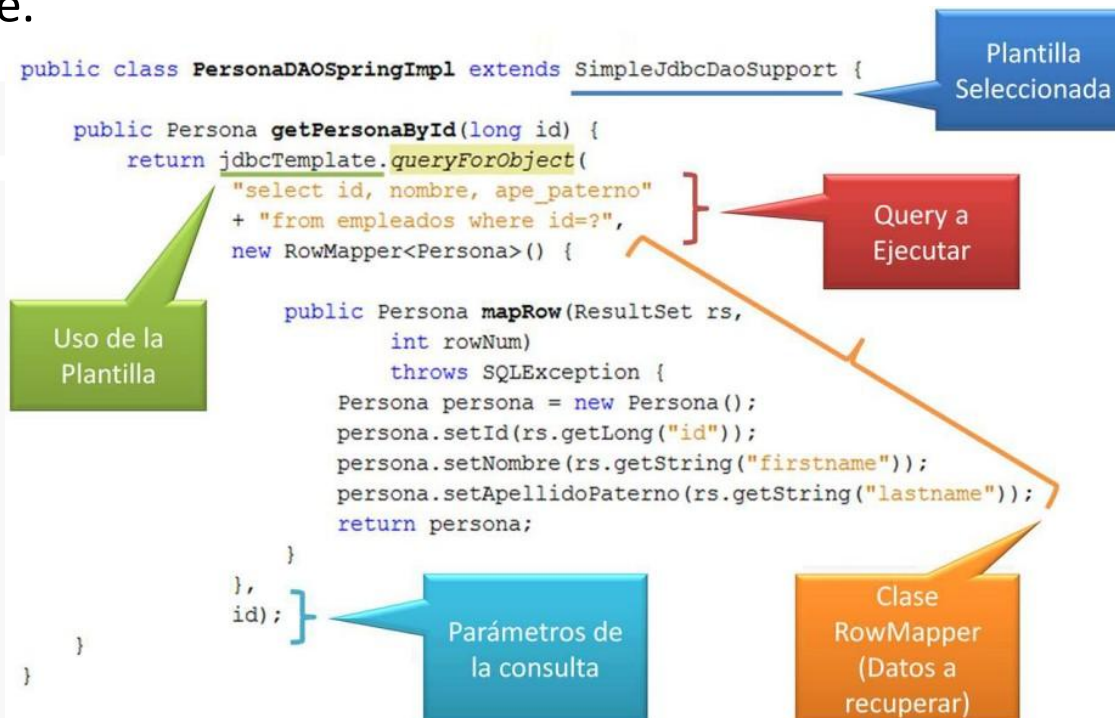 e.
public class PersonaDAOSpringImpl extends SimpleJdbcDaoSupport {
Plantilla
Seleccionada
public Persona getPersonaById(long id) {
return jdbcTemplate.queryForObject(
"select id, nombre, ape_paterno"
+ "from empleados where id=?",
new RowMapper<Persona>() {
Query a
Ejecutar
Uso de la
Plantilla
public Persona mapRow(ResultSet rs,
int rowNum)
throws SQLException {
Persona persona = new Persona();
persona.setId(rs.getLong("id"));
persona.setNombre(rs.getString("firstname"));
persona.setApellidoPaterno(rs.getString("lastname"));
return persona;
}
},
id);
Parámetros de
la consulta
Clase
RowMapper
(Datos a
recuperar)
}
}